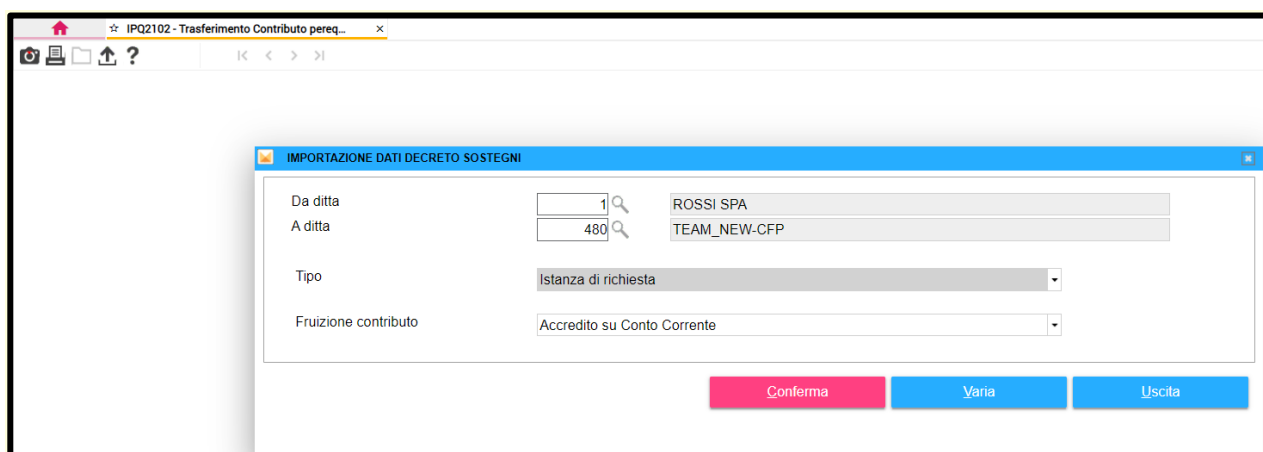 IPQ2102 - Trasferimento Contributo pereq...
IMPORTAZIONE DATI DECRETO SOSTEGNI
Da ditta 1 ROSSI SPA
A ditta 480 TEAM_NEW-CFP
Tipo Istanza di richiesta
Fruizione contributo Accredito su Conto Corrente
Conferma Varia Uscita